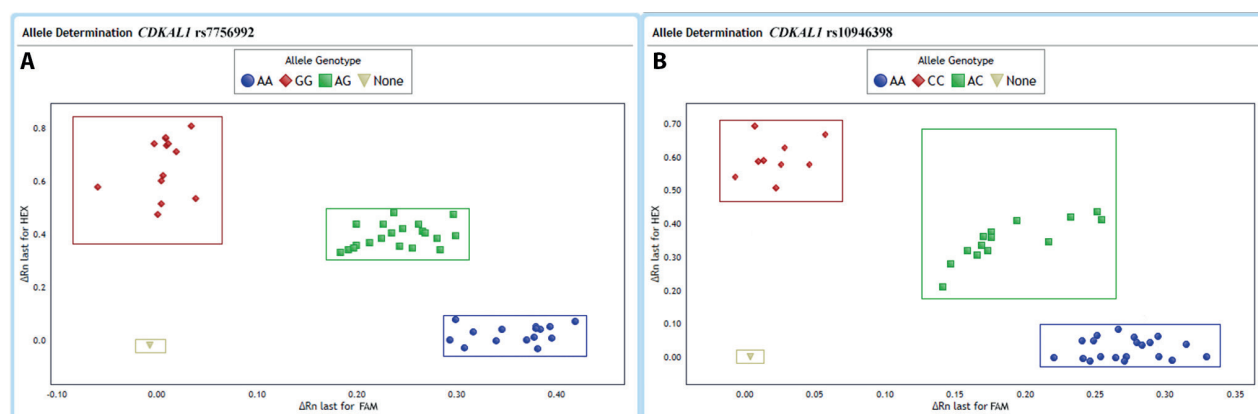 Allele Determination CDKAL1 rs7756992
A
Allele Genotype
AA GG AG None
ΔRn last for HEX
0.8
0.6
0.4
0.2
0.0
-0.10 0.00 0.10 0.20 0.30 0.40
ΔRn last for FAM
Allele Determination CDKAL1 rs10946398
B
Allele Genotype
AA CC AC None
ΔRn last for HEX
0.70
0.60
0.50
0.40
0.30
0.20
0.10
0.00
0.00 0.05 0.10 0.15 0.20 0.25 0.30 0.35
ΔRn last for FAM